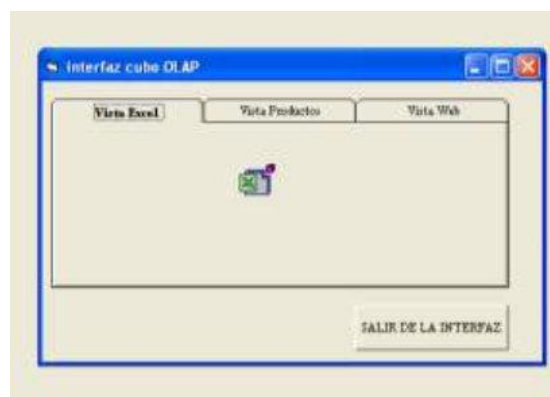 Interfaz cubo OLAP
Vista Excel Vista Productos Vista Web
SALIR DE LA INTERFAZ